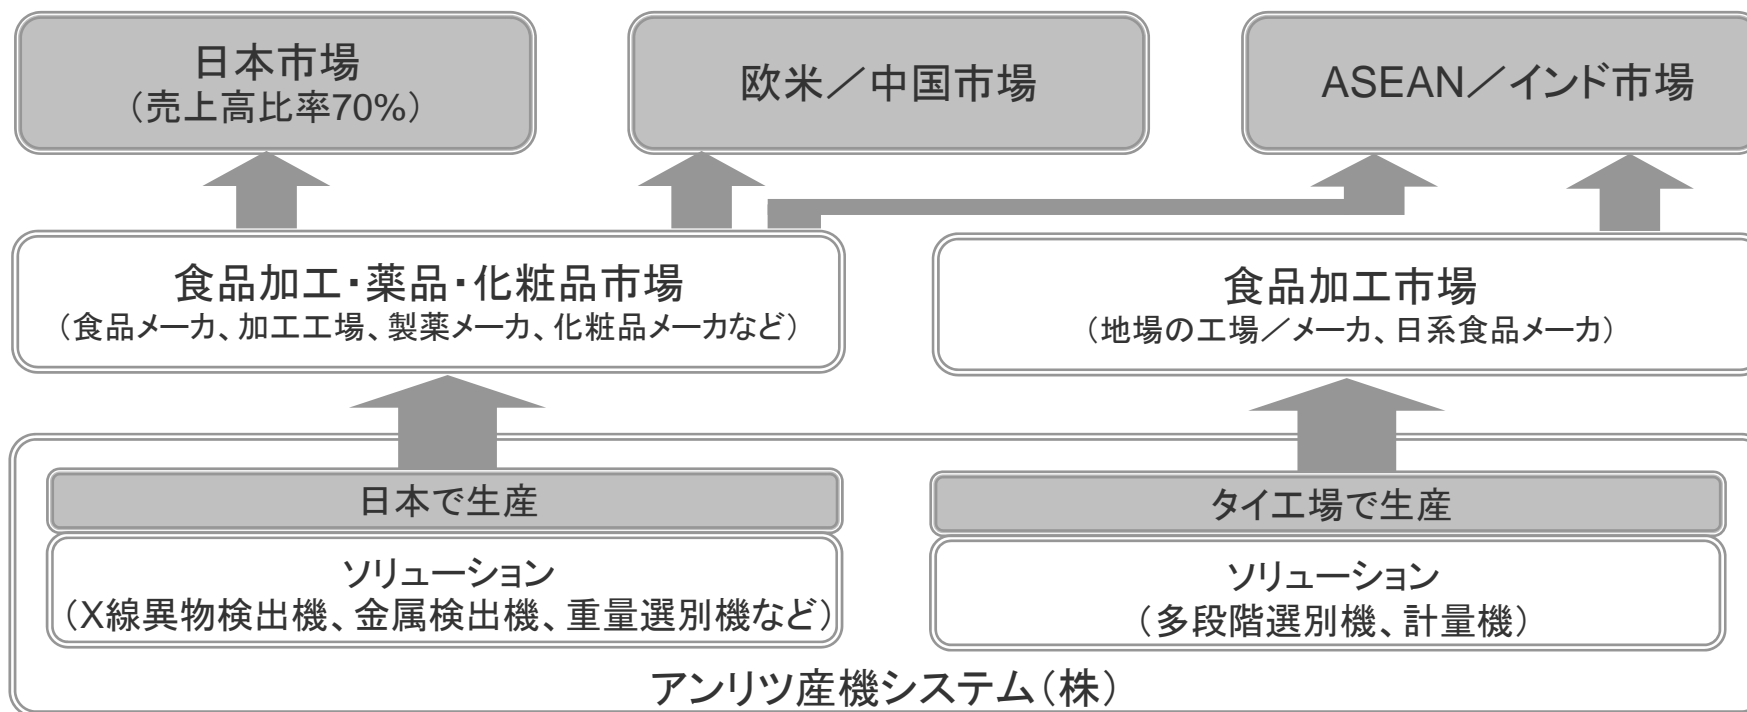 日本市場
(売上高比率70%)
欧米／中国市場
ASEAN／インド市場
食品加工・薬品・化粧品市場
(食品メーカ、加工工場、製薬メーカ、化粧品メーカなど)
食品加工市場
(地場の工場／メーカ、日系食品メーカ)
日本で生産
ソリューション
(X線異物検出機、金属検出機、重量選別機など)
タイ工場で生産
ソリューション
(多段階選別機、計量機)
アンリツ産機システム(株)